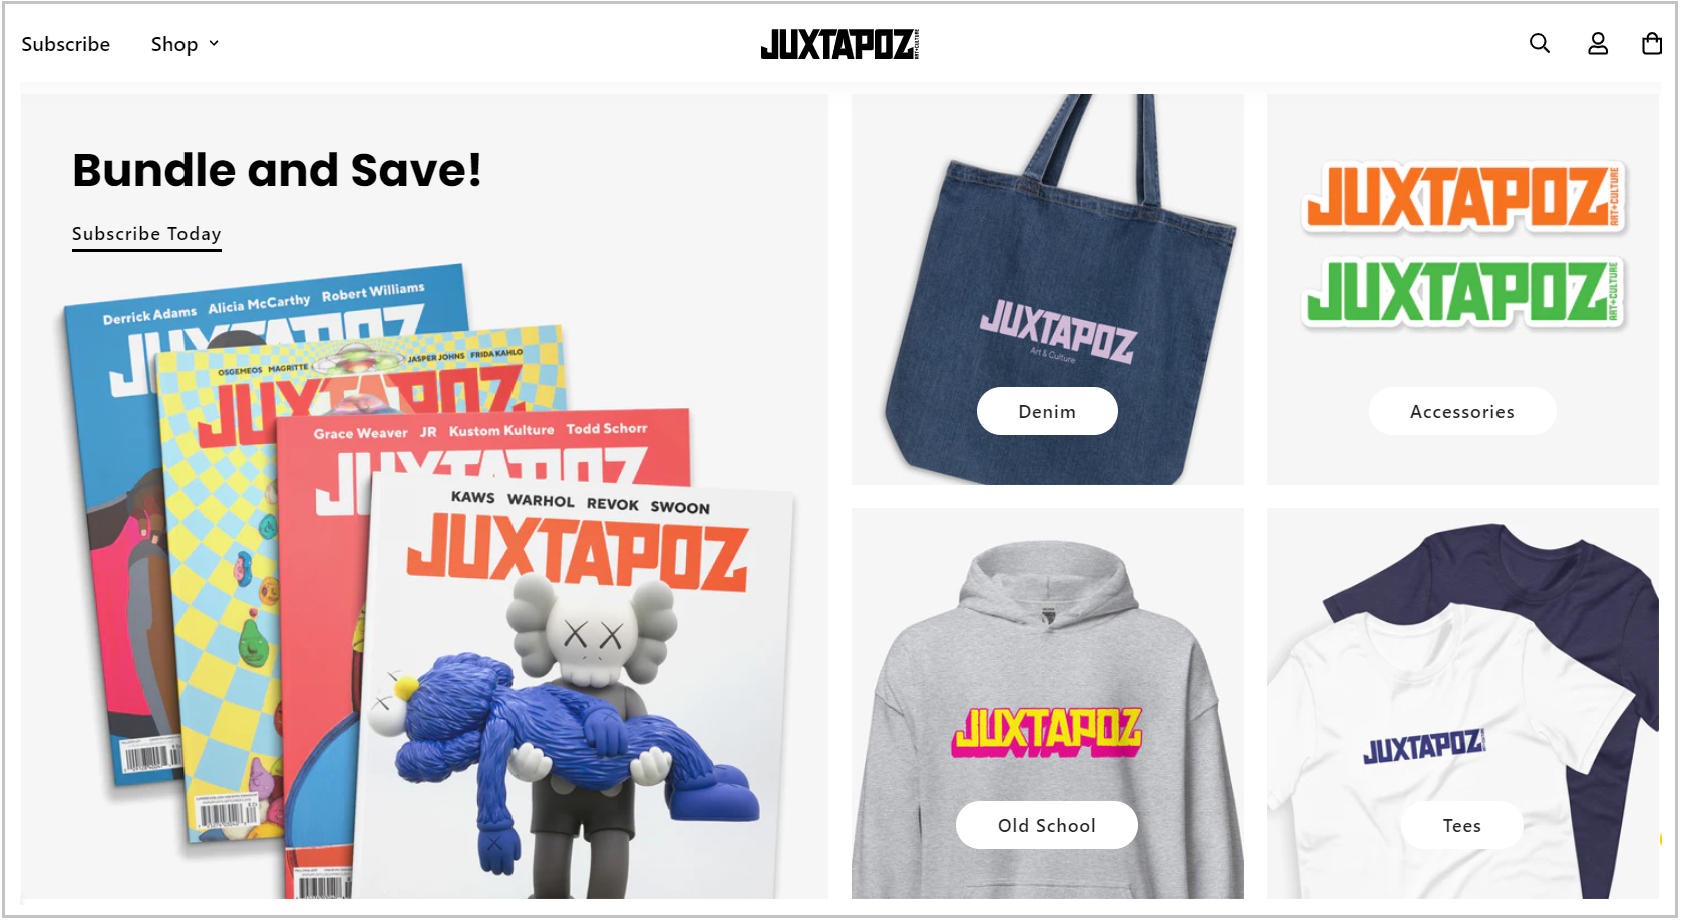 Subscribe
Shop
JUXTAPOZ ART+CULTURE
Bundle and Save!
Subscribe Today
Derrick Adams Alicia McCarthy Robert Williams
JUXTAPOZ
OSGEMEOS MAGRITTE JASPER JOHNS FRIDA KAHLO
JUXTAPOZ
Grace Weaver JR Kustom Kulture Todd Schorr
JUXTAPOZ
KAWS WARHOL REVOK SWOON
JUXTAPOZ
JUXTAPOZ
Art & Culture
Denim
JUXTAPOZ ART+CULTURE
JUXTAPOZ ART+CULTURE
Accessories
JUXTAPOZ
Old School
JUXTAPOZ
Tees